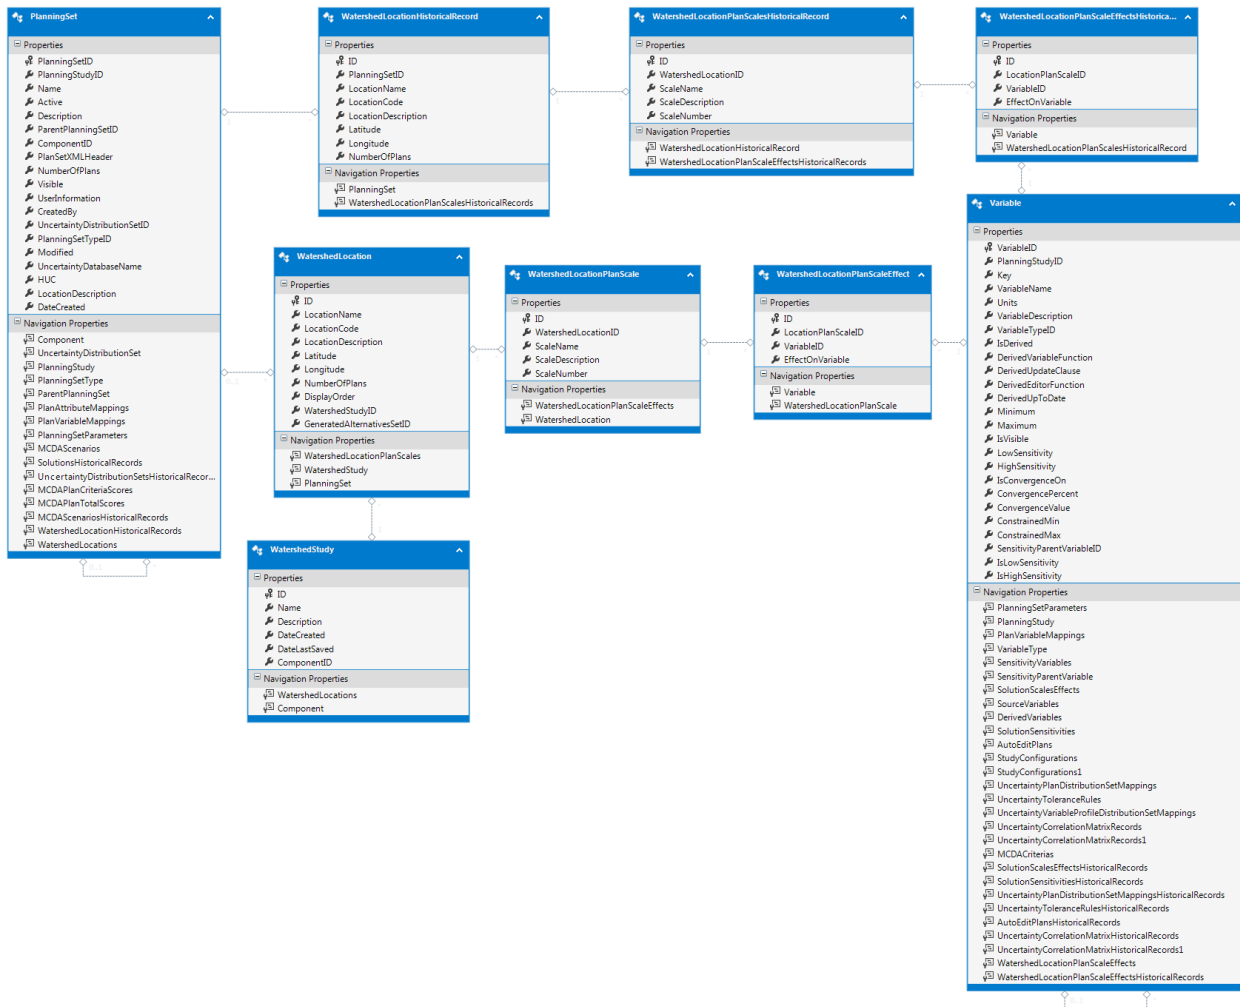 PlanningSet
Properties
PlanningSetID
PlanningStudyID
Name
Active
Description
ParentPlanningSetID
ComponentID
PlanSetXMLHeader
NumberOfPlans
Visible
UserInformation
CreatedBy
UncertaintyDistributionSetID
PlanningSetTypeID
Modified
UncertaintyDatabaseName
HUC
LocationDescription
DateCreated
Navigation Properties
Component
UncertaintyDistributionSet
PlanningStudy
PlanningSetType
ParentPlanningSet
PlanAttributeMappings
PlanVariableMappings
PlanningSetParameters
MCDAScenarios
SolutionsHistoricalRecords
UncertaintyDistributionSetsHistoricalRecor...
MCDAPlanCriteriaScores
MCDAPlanTotalScores
MCDAScenariosHistoricalRecords
WatershedLocationHistoricalRecords
WatershedLocations
0..1
*
WatershedLocationHistoricalRecord
Properties
ID
PlanningSetID
LocationName
LocationCode
LocationDescription
Latitude
Longitude
NumberOfPlans
Navigation Properties
PlanningSet
WatershedLocationPlanScalesHistoricalRecords
WatershedLocationPlanScalesHistoricalRecord
Properties
ID
WatershedLocationID
ScaleName
ScaleDescription
ScaleNumber
Navigation Properties
WatershedLocationHistoricalRecord
WatershedLocationPlanScaleEffectsHistoricalRecords
WatershedLocationPlanScaleEffectsHistorica...
Properties
ID
LocationPlanScaleID
VariableID
EffectOnVariable
Navigation Properties
Variable
WatershedLocationPlanScalesHistoricalRecord
WatershedLocation
Properties
ID
LocationName
LocationCode
LocationDescription
Latitude
Longitude
NumberOfPlans
DisplayOrder
WatershedStudyID
GeneratedAlternativesSetID
Navigation Properties
WatershedLocationPlanScales
WatershedStudy
PlanningSet
0..1
WatershedLocationPlanScale
Properties
ID
WatershedLocationID
ScaleName
ScaleDescription
ScaleNumber
Navigation Properties
WatershedLocationPlanScaleEffects
WatershedLocation
WatershedLocationPlanScaleEffect
Properties
ID
LocationPlanScaleID
VariableID
EffectOnVariable
Navigation Properties
Variable
WatershedLocationPlanScale
WatershedStudy
Properties
ID
Name
Description
DateCreated
DateLastSaved
ComponentID
Navigation Properties
WatershedLocations
Component
Variable
Properties
VariableID
PlanningStudyID
Key
VariableName
Units
VariableDescription
VariableTypeID
IsDerived
DerivedVariableFunction
DerivedUpdateClause
DerivedEditorFunction
DerivedUpToDate
Minimum
Maximum
IsVisible
LowSensitivity
HighSensitivity
IsConvergenceOn
ConvergencePercent
ConvergenceValue
ConstrainedMin
ConstrainedMax
SensitivityParentVariableID
IsLowSensitivity
IsHighSensitivity
Navigation Properties
PlanningSetParameters
PlanningStudy
PlanVariableMappings
VariableType
SensitivityVariables
SensitivityParentVariable
SolutionScalesEffects
SourceVariables
DerivedVariables
SolutionSensitivities
AutoEditPlans
StudyConfigurations
StudyConfigurations1
UncertaintyPlanDistributionSetMappings
UncertaintyToleranceRules
UncertaintyVariableProfileDistributionSetMappings
UncertaintyCorrelationMatrixRecords
UncertaintyCorrelationMatrixRecords1
MCDACriterias
SolutionScalesEffectsHistoricalRecords
SolutionSensitivitiesHistoricalRecords
UncertaintyPlanDistributionSetMappingsHistoricalRecords
UncertaintyToleranceRulesHistoricalRecords
AutoEditPlansHistoricalRecords
UncertaintyCorrelationMatrixHistoricalRecords
UncertaintyCorrelationMatrixHistoricalRecords1
WatershedLocationPlanScaleEffects
WatershedLocationPlanScaleEffectsHistoricalRecords
0..1